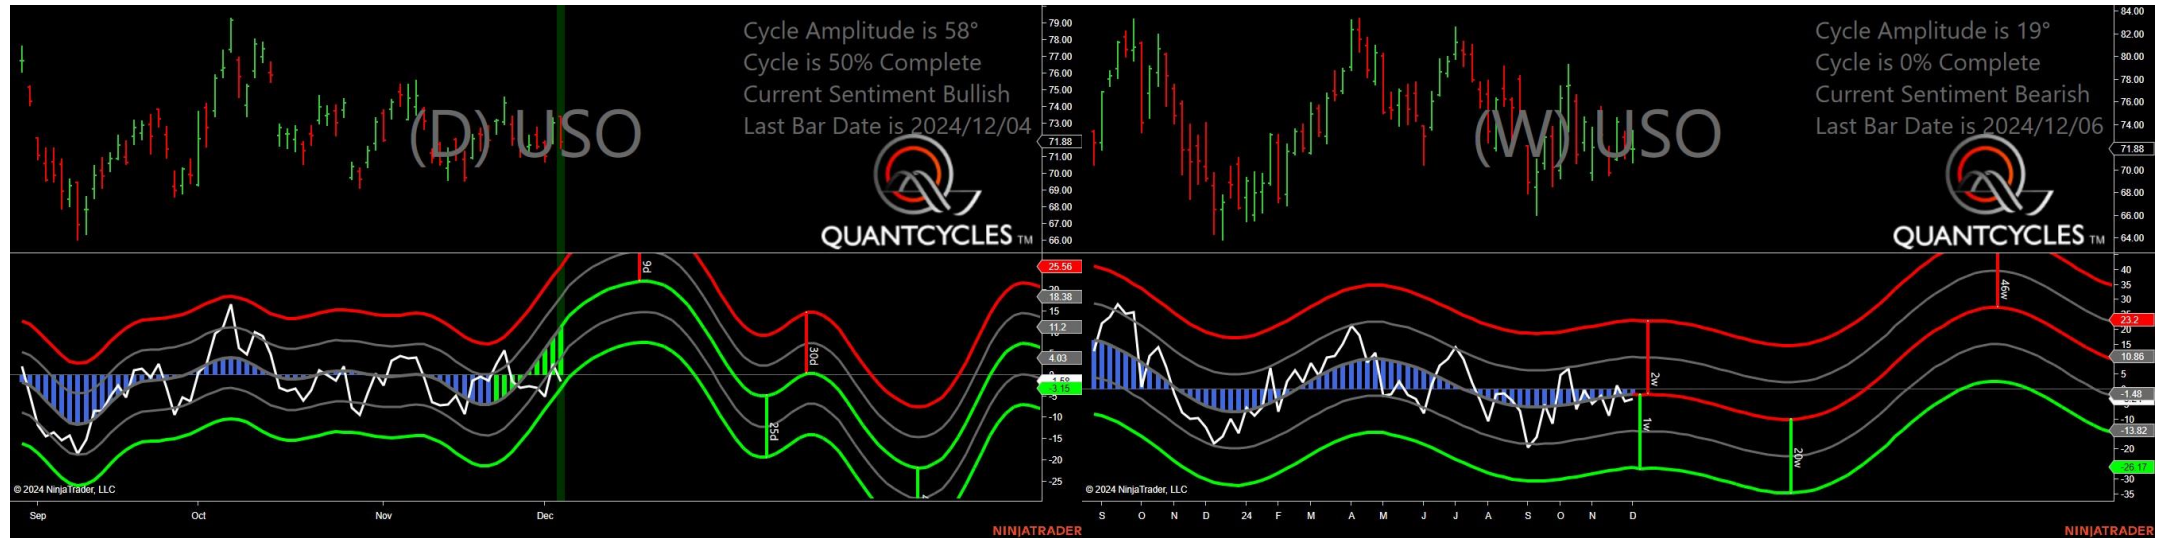 Cycle Amplitude is 58°
Cycle is 50% Complete
Current Sentiment Bullish
Last Bar Date is 2024/12/04
(D) USO
QUANTCYCLES TM
79.00
78.00
77.00
76.00
75.00
74.00
73.00
71.88
71.00
70.00
69.00
68.00
67.00
66.00
9d
30d
25d
25.56
20
18.38
15
11.2
4.03
-3.15
-10
-15
-20
-25
© 2024 NinjaTrader, LLC
Sep Oct Nov Dec
NINJATRADER
Cycle Amplitude is 19°
Cycle is 0% Complete
Current Sentiment Bearish
Last Bar Date is 2024/12/06
(W) USO
QUANTCYCLES TM
84.00
82.00
80.00
78.00
76.00
74.00
71.88
70.00
68.00
66.00
64.00
46w
2w
1w
20w
40
35
30
23.2
20
15
10.86
5
-1.48
-10
-13.82
-20
-26.17
-30
-35
© 2024 NinjaTrader, LLC
S O N D 24 F M A M J J A S O N D
NINJATRADER